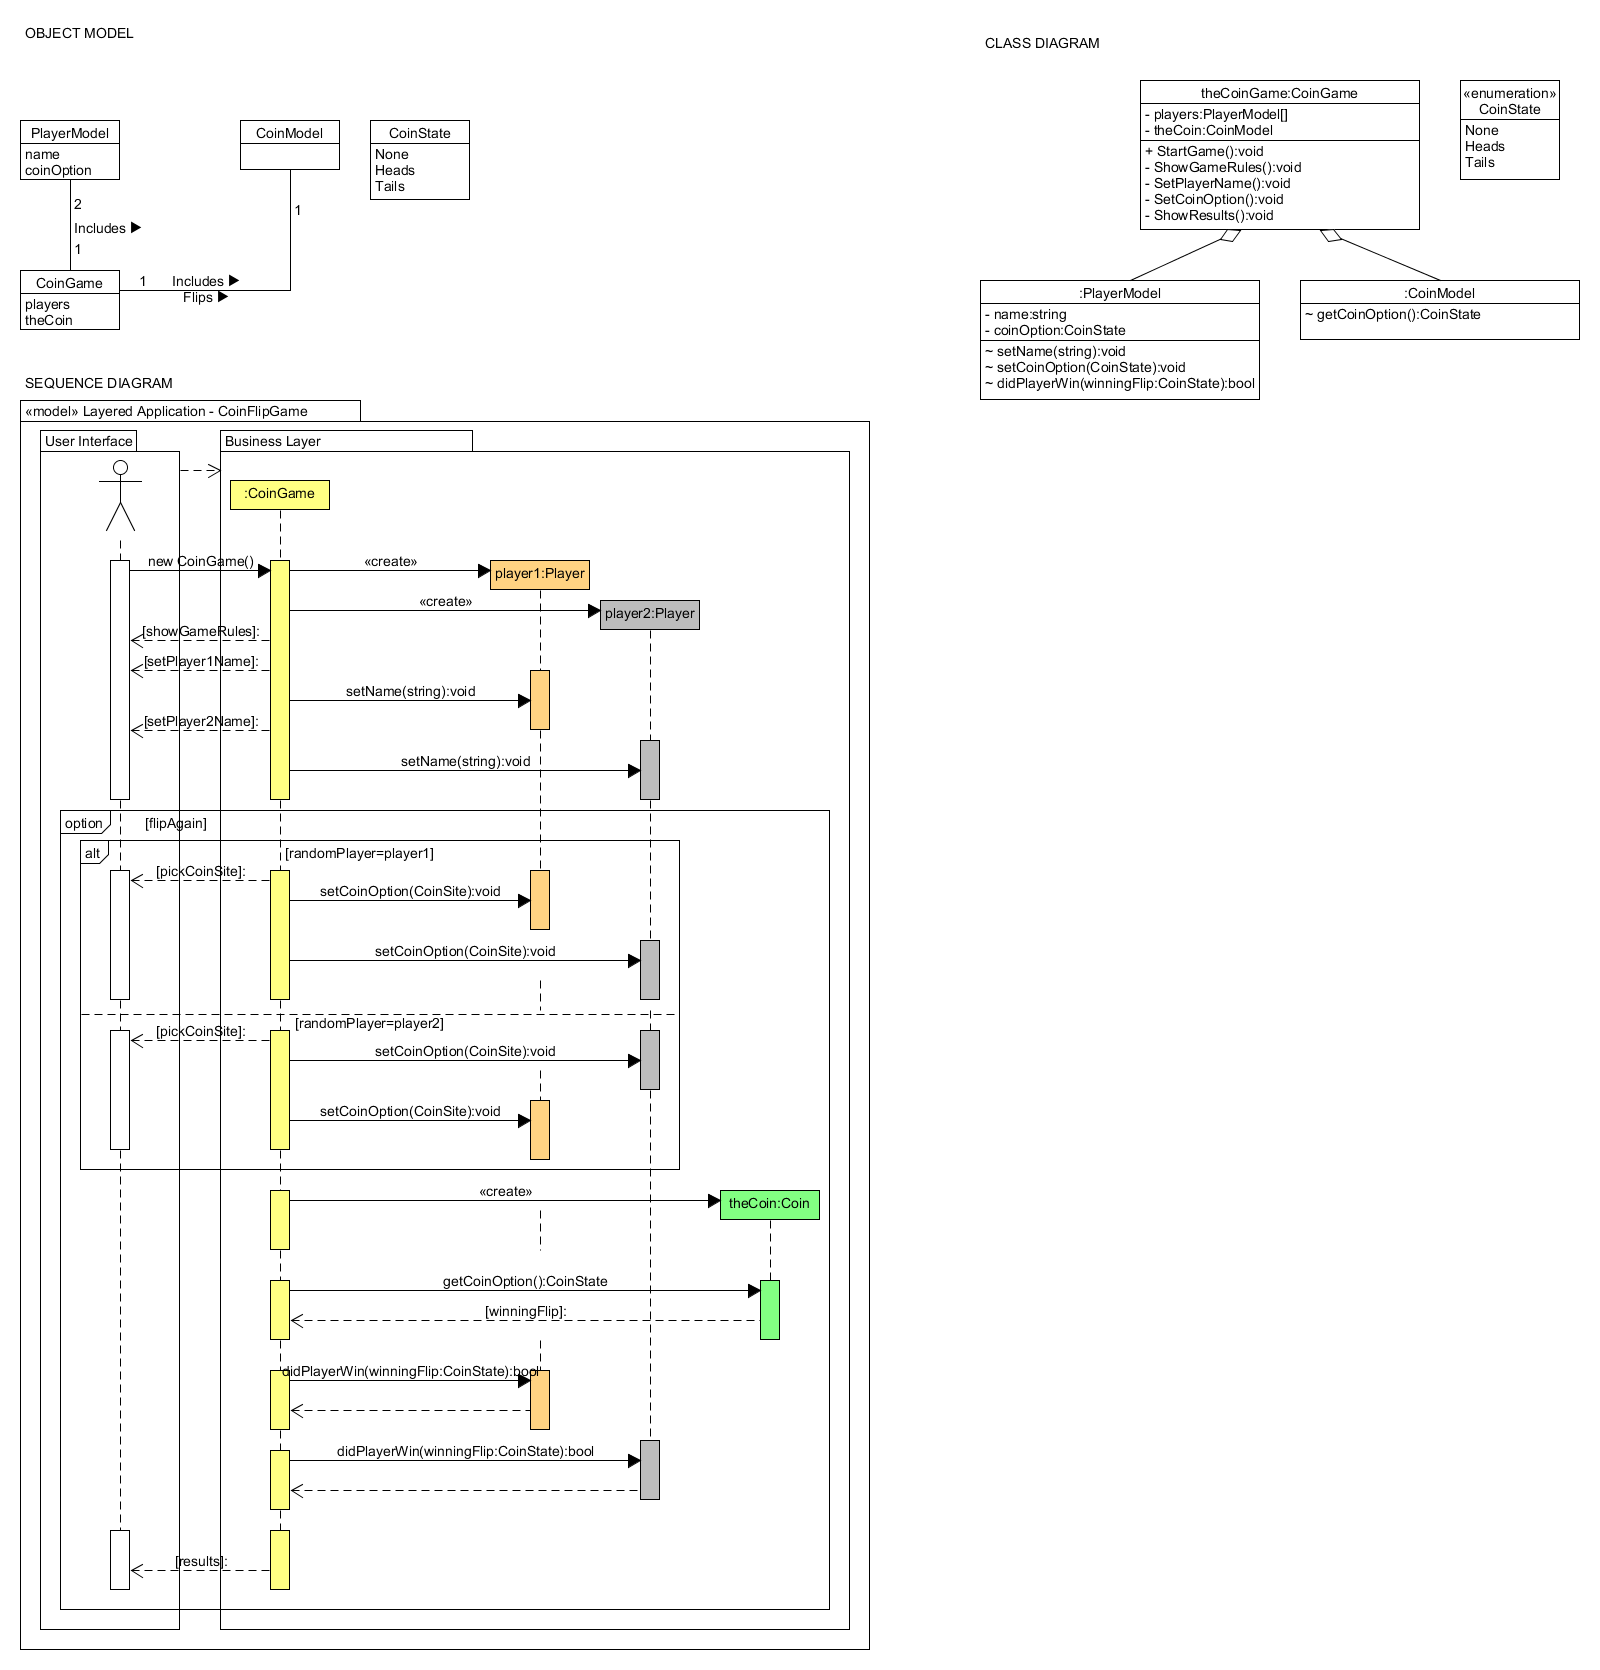 OBJECT MODEL
PlayerModel
name
coinOption
CoinModel
CoinState
None
Heads
Tails
2
Includes ▶
1
1
CoinGame
players
theCoin
1
Includes ▶
Flips ▶
CLASS DIAGRAM
theCoinGame:CoinGame
- players:PlayerModel[]
- theCoin:CoinModel
+ StartGame():void
- ShowGameRules():void
- SetPlayerName():void
- SetCoinOption():void
- ShowResults():void
«enumeration»
CoinState
None
Heads
Tails
:PlayerModel
- name:string
- coinOption:CoinState
~ setName(string):void
~ setCoinOption(CoinState):void
~ didPlayerWin(winningFlip:CoinState):bool
:CoinModel
~ getCoinOption():CoinState
SEQUENCE DIAGRAM
«model» Layered Application - CoinFlipGame
User Interface
Business Layer
:CoinGame
new CoinGame()
«create»
player1:Player
«create»
player2:Player
[showGameRules]:
[setPlayer1Name]:
setName(string):void
[setPlayer2Name]:
setName(string):void
option
[flipAgain]
alt
[randomPlayer=player1]
[pickCoinSite]:
setCoinOption(CoinSite):void
setCoinOption(CoinSite):void
[randomPlayer=player2]
[pickCoinSite]:
setCoinOption(CoinSite):void
setCoinOption(CoinSite):void
«create»
theCoin:Coin
getCoinOption():CoinState
[winningFlip]:
didPlayerWin(winningFlip:CoinState):bool
didPlayerWin(winningFlip:CoinState):bool
[results]: